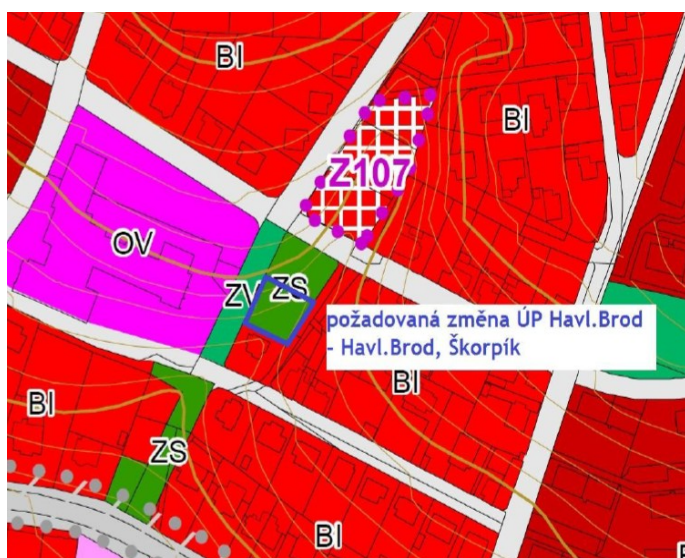 BI
BI
Z107
OV
ZV
ZS
požadovaná změna ÚP Havl.Brod
- Havl.Brod, Škorpík
BI
BI
ZS
BI